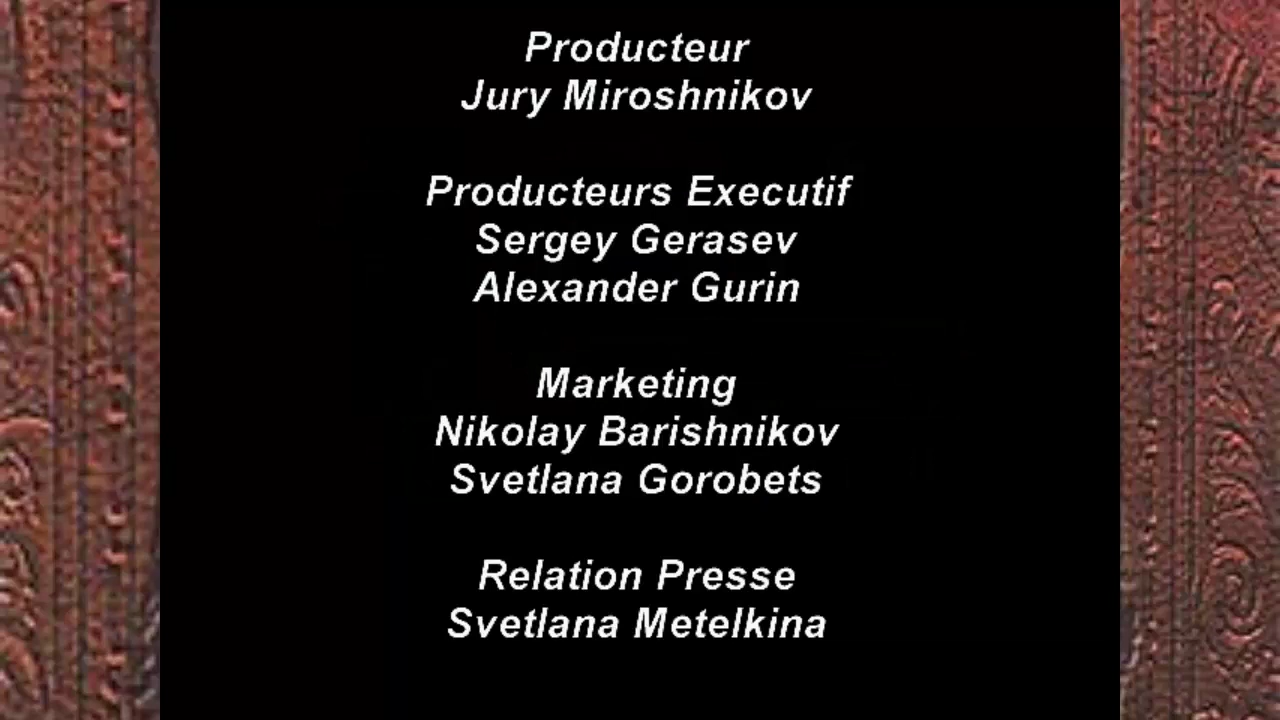 Producteur
Jury Miroshnikov
Producteurs Executif
Sergey Gerasev
Alexander Gurin
Marketing
Nikolay Barishnikov
Svetlana Gorobets
Relation Presse
Svetlana Metelkina